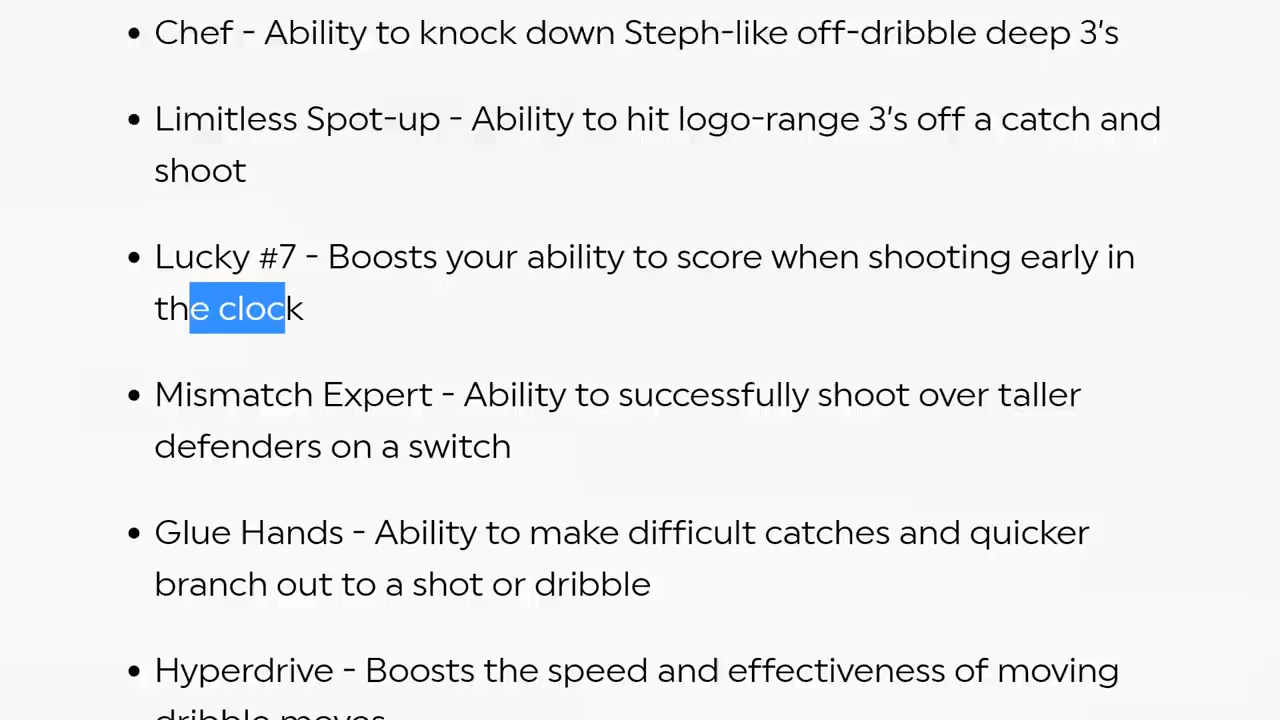 • Chef - Ability to knock down Steph-like off-dribble deep 3's
• Limitless Spot-up - Ability to hit logo-range 3's off a catch and
shoot
• Lucky #7 - Boosts your ability to score when shooting early in
the clock
• Mismatch Expert - Ability to successfully shoot over taller
defenders on a switch
• Glue Hands - Ability to make difficult catches and quicker
branch out to a shot or dribble
• Hyperdrive - Boosts the speed and effectiveness of moving
dribble moves